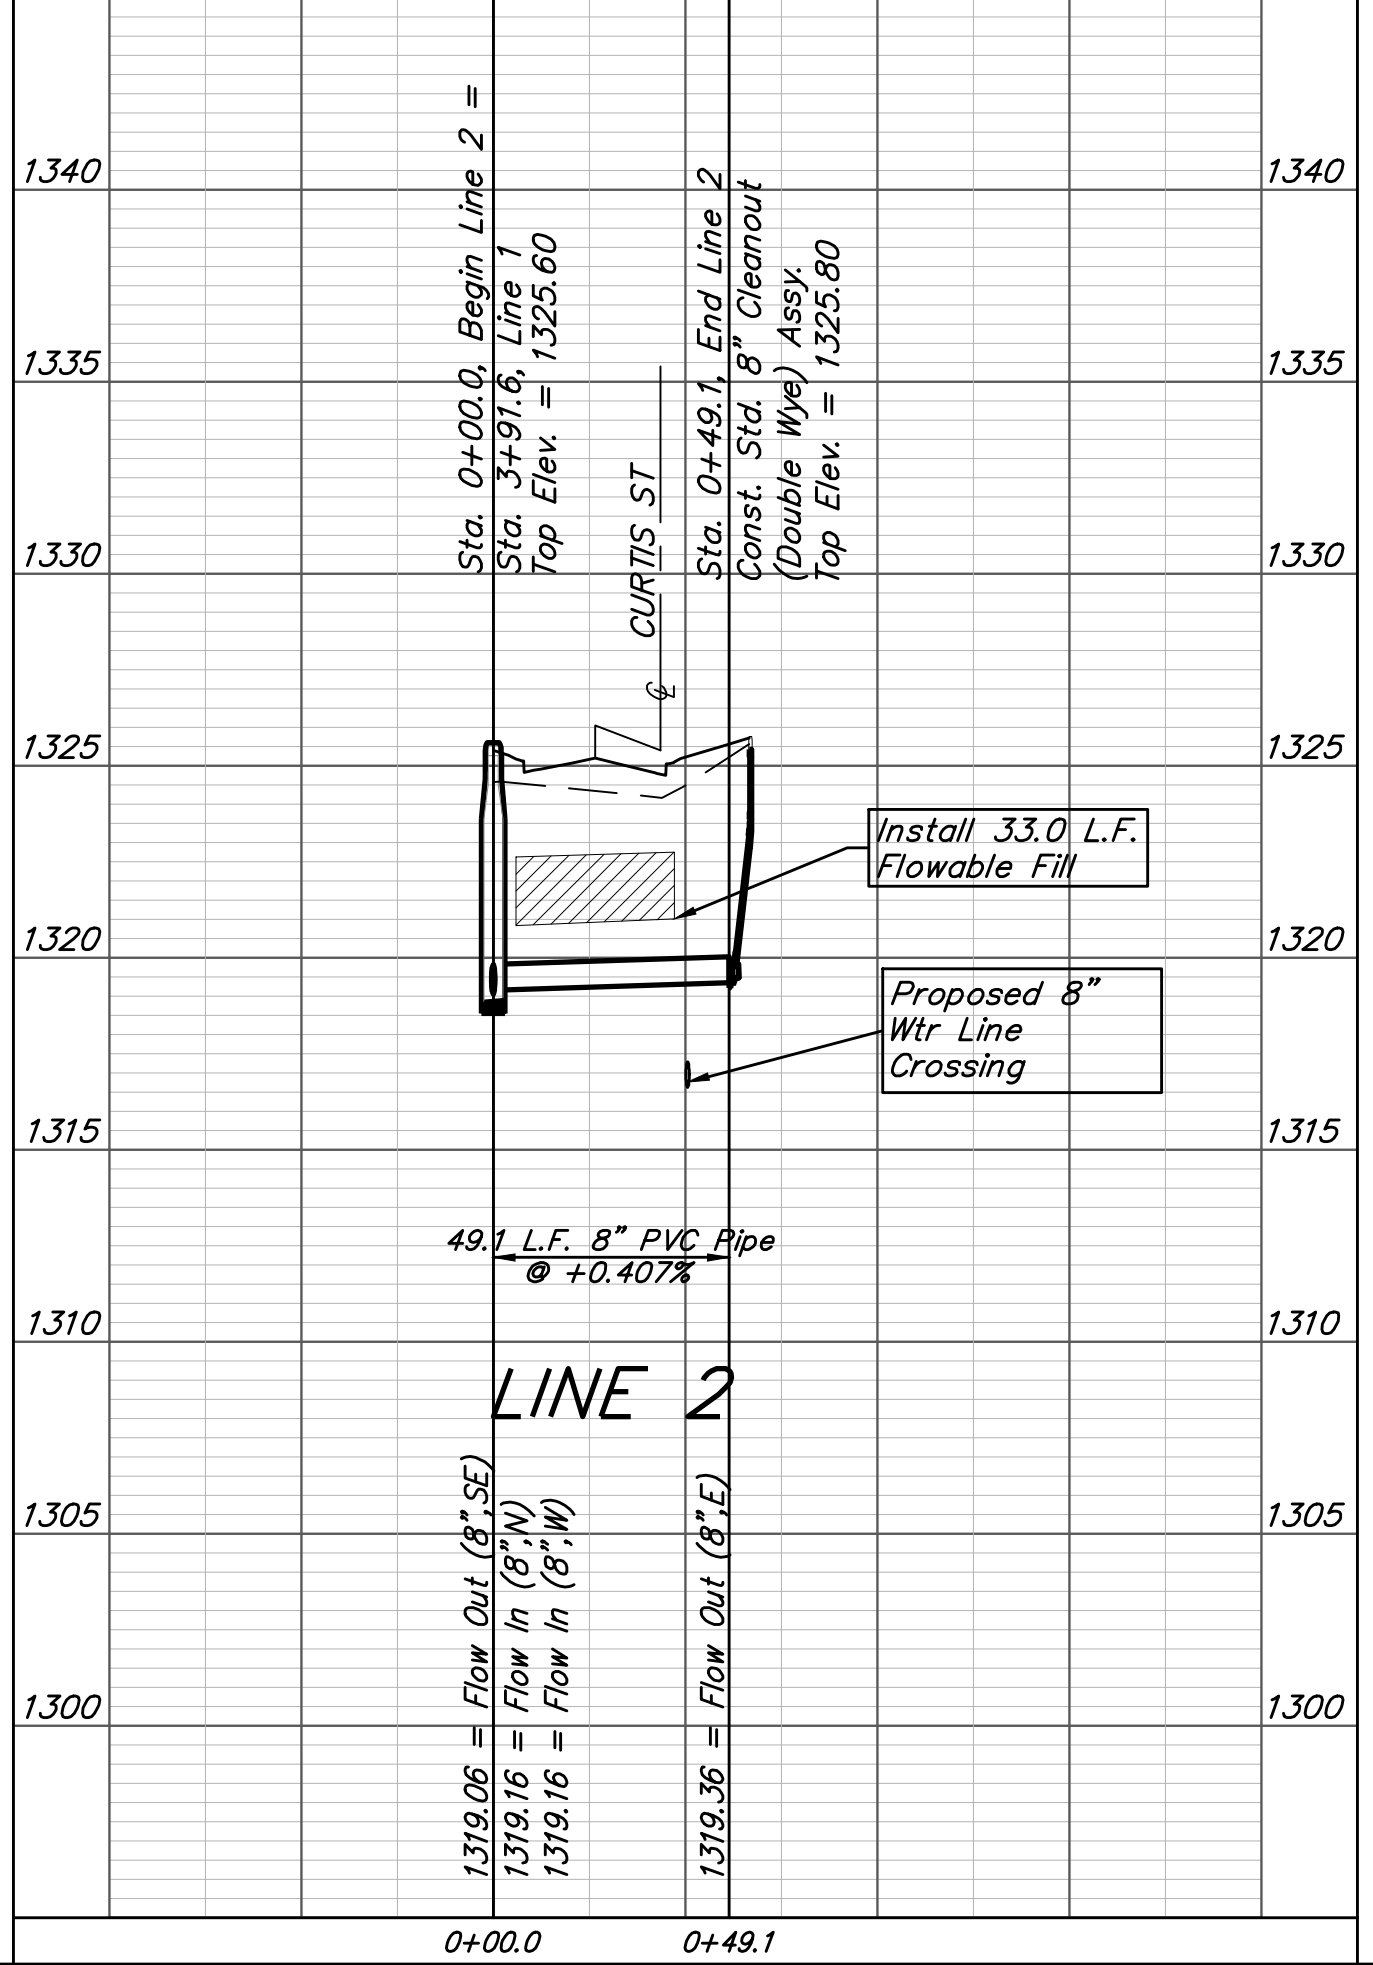 Sta. 0+00.0, Begin Line 2 =
Sta. 3+91.6, Line 1
Top Elev. = 1325.60
CURTIS ST
℄
Sta. 0+49.1, End Line 2
Const. Std. 8" Cleanout
(Double Wye) Assy.
Top Elev. = 1325.80
1340
1340
1335
1335
1330
1330
1325
1325
Install 33.0 L.F.
Flowable Fill
1320
1320
Proposed 8"
Wtr Line
Crossing
1315
1315
49.1 L.F. 8" PVC Pipe
@ +0.407%
1310
1310
LINE 2
1305
1305
1300
1300
1319.06 = Flow Out (8",SE)
1319.16 = Flow In (8",N)
1319.16 = Flow In (8",W)
1319.36 = Flow Out (8",E)
0+00.0
0+49.1